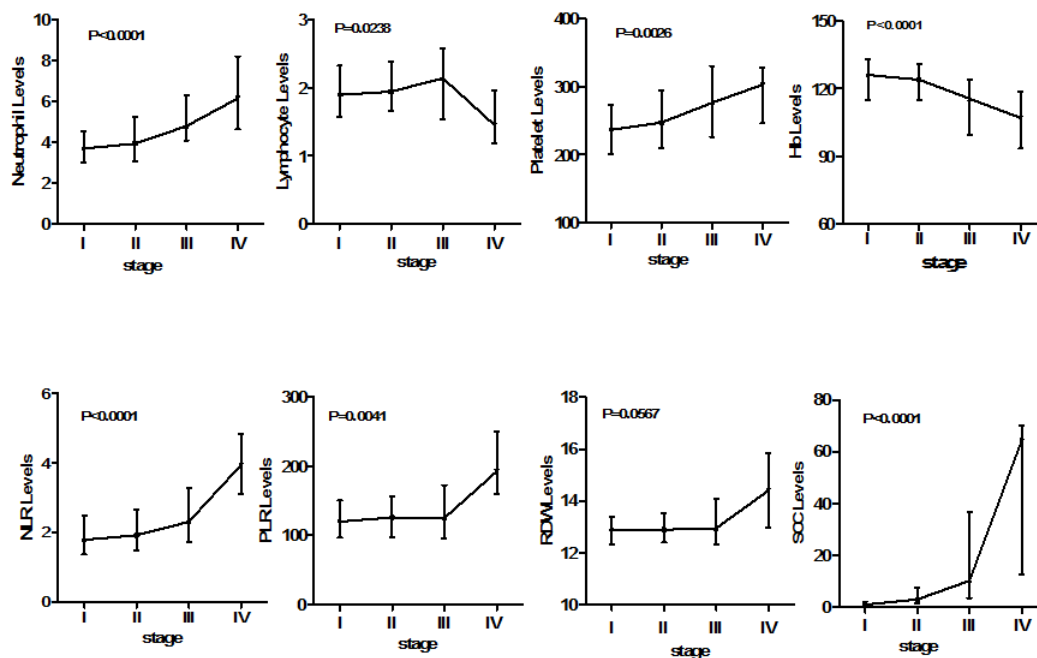 Neutrophil Levels
10
8
6
4
2
0
P<0.0001
I II III IV
stage
Lymphocyte Levels
3
2
1
0
P=0.0238
I II III IV
stage
Platelet Levels
400
300
200
100
P=0.0026
I II III IV
stage
Hb Levels
150
120
90
60
P<0.0001
I II III IV
stage
NLR Levels
6
4
2
0
P<0.0001
I II III IV
stage
PLR Levels
300
200
100
0
P=0.0041
I II III IV
stage
RDW Levels
18
16
14
12
10
P=0.0567
I II III IV
stage
SCC Levels
80
60
40
20
0
P<0.0001
I II III IV
stage